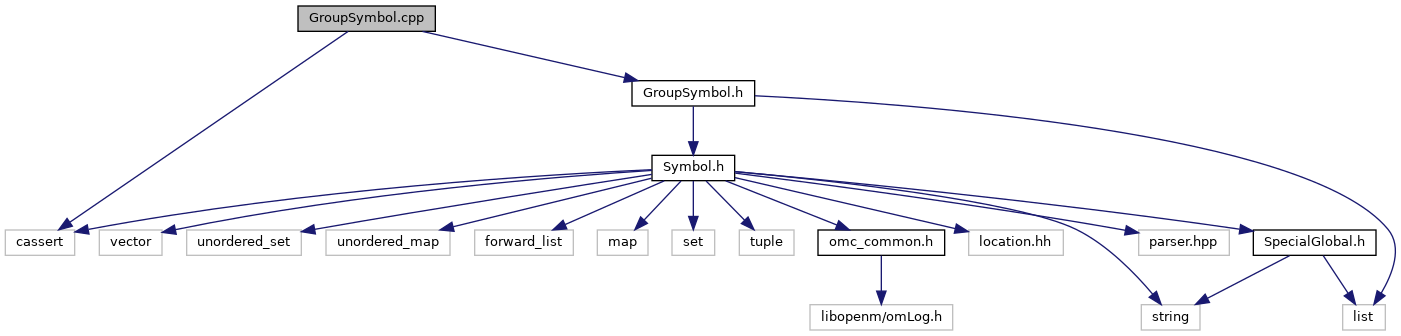 GroupSymbol.cpp
GroupSymbol.h
Symbol.h
cassert
vector
unordered_set
unordered_map
forward_list
map
set
tuple
omc_common.h
location.hh
parser.hpp
SpecialGlobal.h
libopenm/omLog.h
string
list